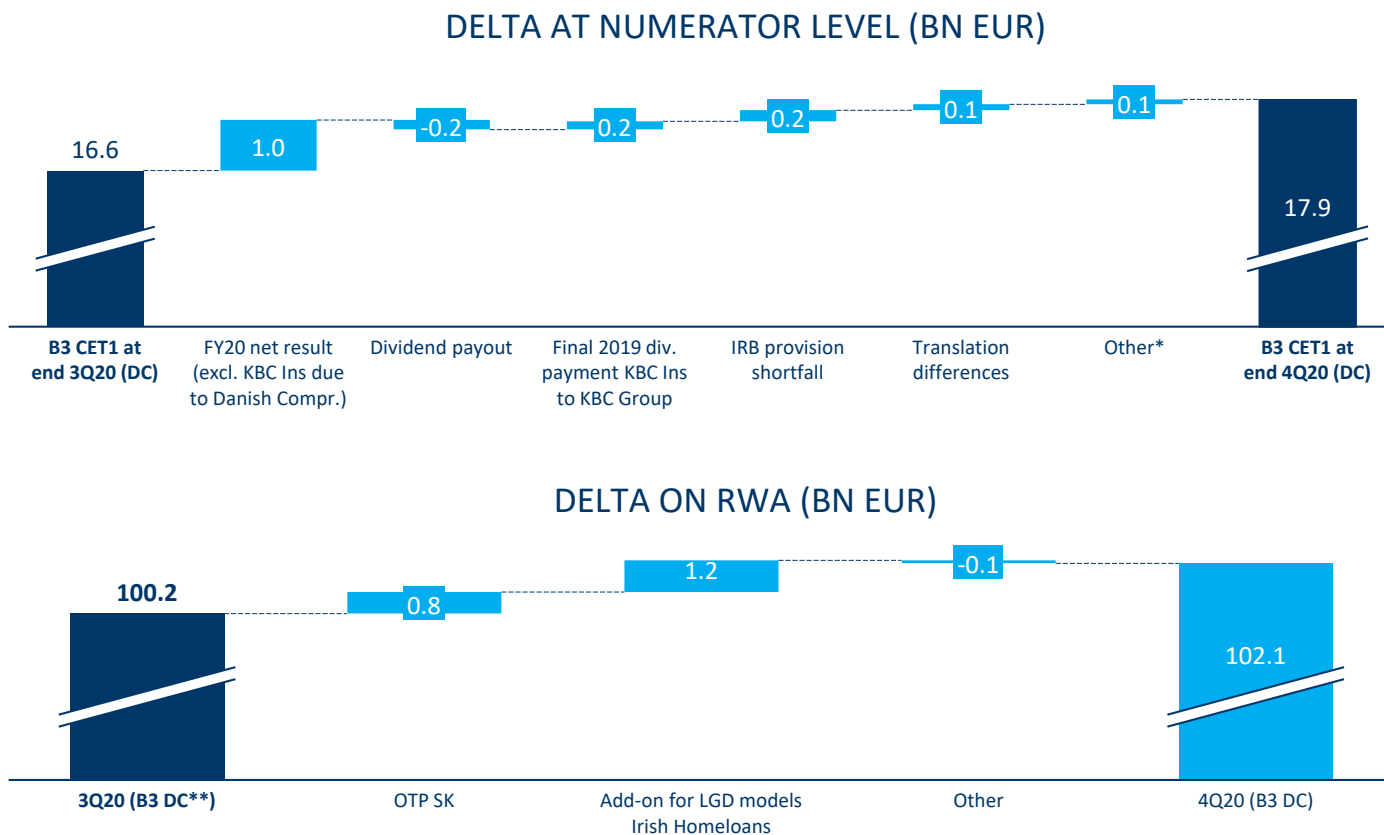 DELTA AT NUMERATOR LEVEL (BN EUR)
16.6
1.0
-0.2
0.2
0.2
0.1
0.1
17.9
B3 CET1 at
end 3Q20 (DC)
FY20 net result
(excl. KBC Ins due
to Danish Compr.)
Dividend payout
Final 2019 div.
payment KBC Ins
to KBC Group
IRB provision
shortfall
Translation
differences
Other*
B3 CET1 at
end 4Q20 (DC)
DELTA ON RWA (BN EUR)
100.2
0.8
1.2
-0.1
102.1
3Q20 (B3 DC**)
OTP SK
Add-on for LGD models
Irish Homeloans
Other
4Q20 (B3 DC)